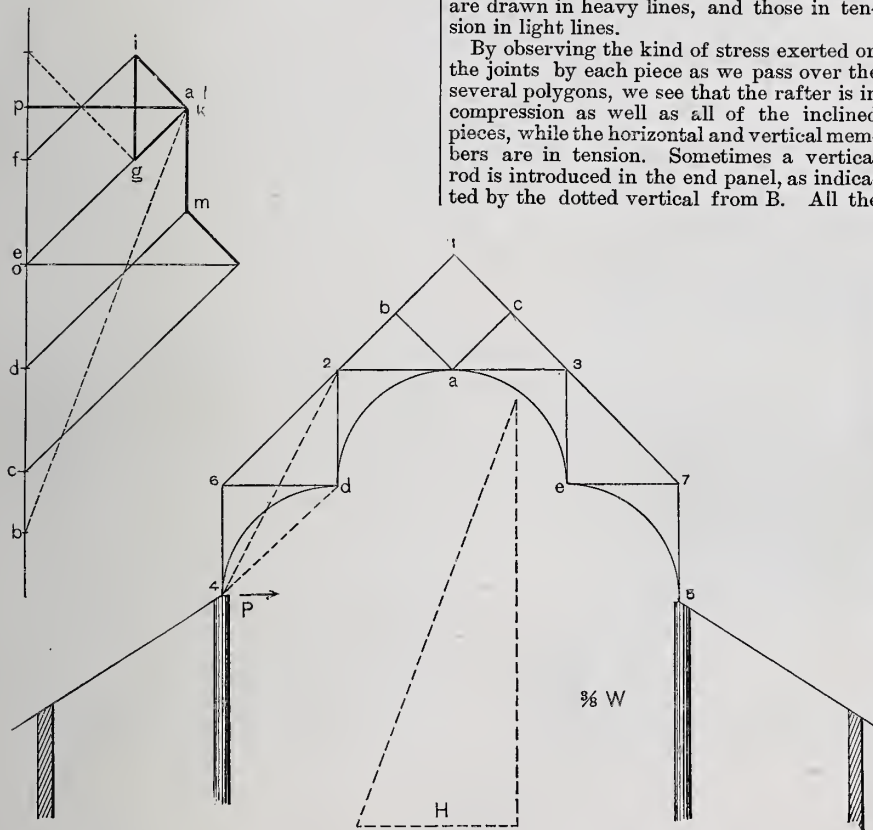 are drawn in heavy lines, and those in ten-
sion in light lines.
By observing the kind of stress exerted on
the joints by each piece as we pass over the
several polygons, we see that the rafter is in
compression as well as all of the inclined
pieces, while the horizontal and vertical mem-
bers are in tension. Sometimes a vertical
rod is introduced in the end panel, as indica-
ted by the dotted vertical from B. All the
i
p
a l
k
f
g
m
e
o
d
c
b
1
b
c
2
3
a
6
d
e
7
4
P
5
⅜ W
H